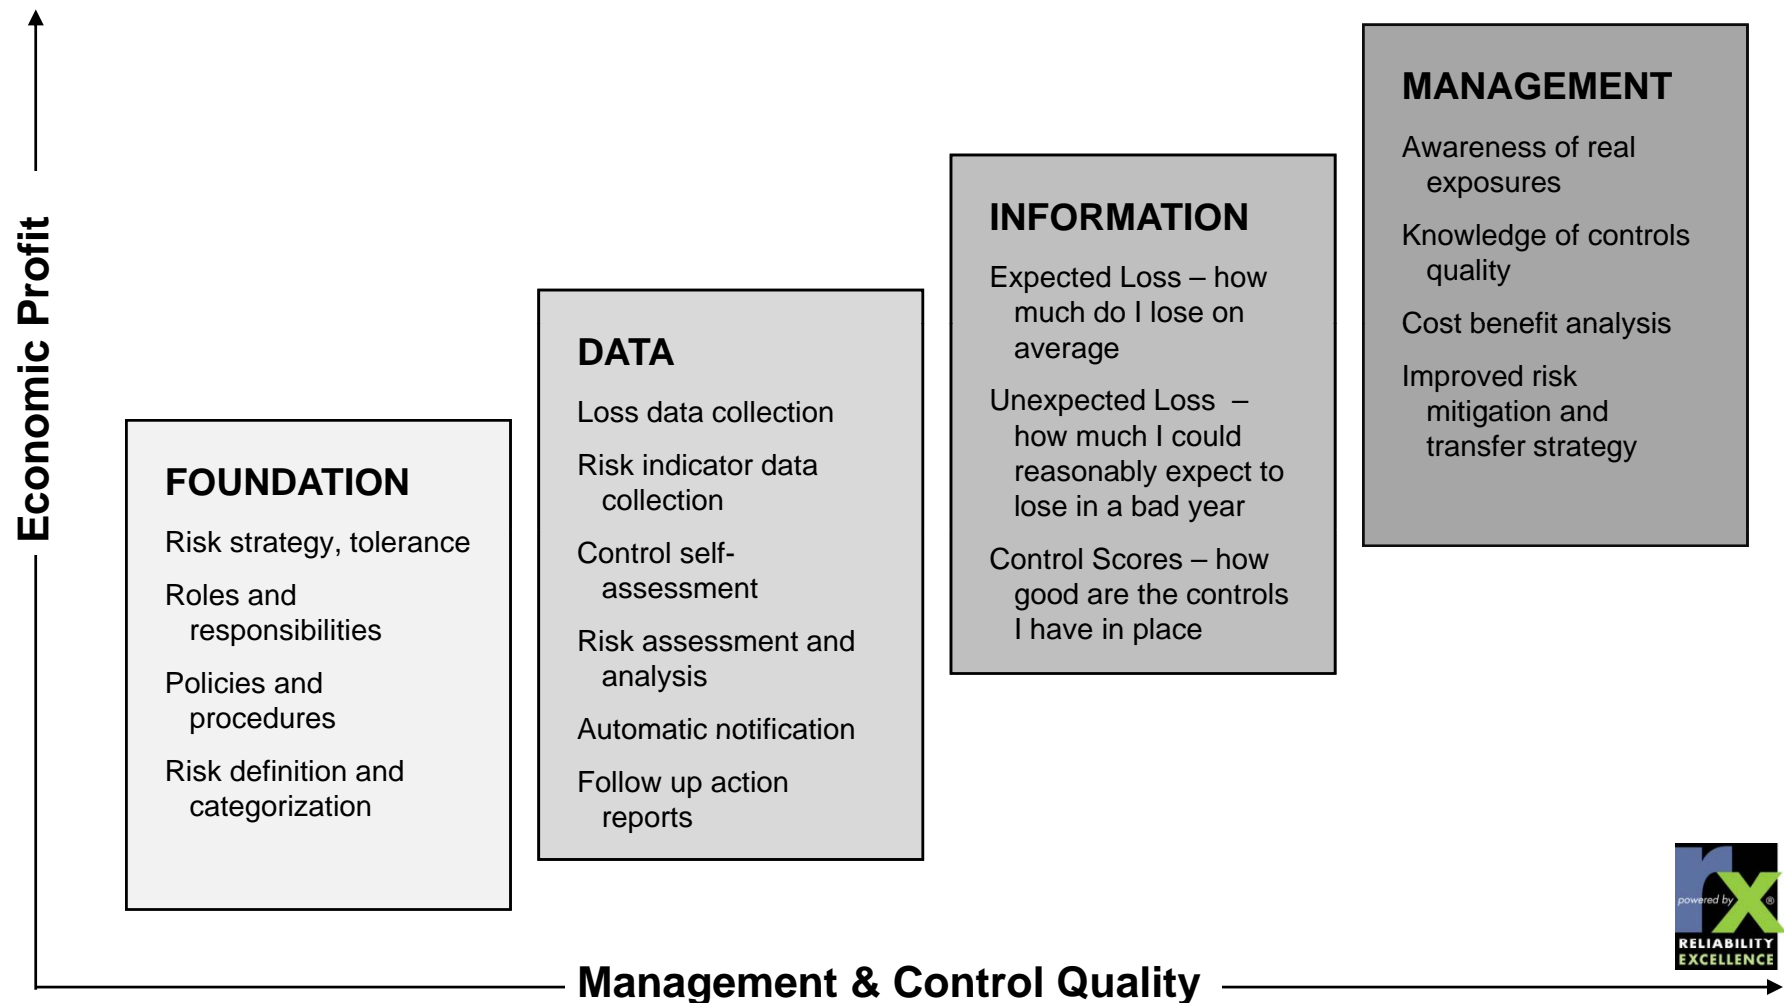 Economic Profit
FOUNDATION
Risk strategy, tolerance
Roles and
responsibilities
Policies and
procedures
Risk definition and
categorization
DATA
Loss data collection
Risk indicator data
collection
Control self-
assessment
Risk assessment and
analysis
Automatic notification
Follow up action
reports
INFORMATION
Expected Loss – how
much do I lose on
average
Unexpected Loss –
how much I could
reasonably expect to
lose in a bad year
Control Scores – how
good are the controls
I have in place
MANAGEMENT
Awareness of real
exposures
Knowledge of controls
quality
Cost benefit analysis
Improved risk
mitigation and
transfer strategy
Management & Control Quality
powered by
rx ®
RELIABILITY
EXCELLENCE